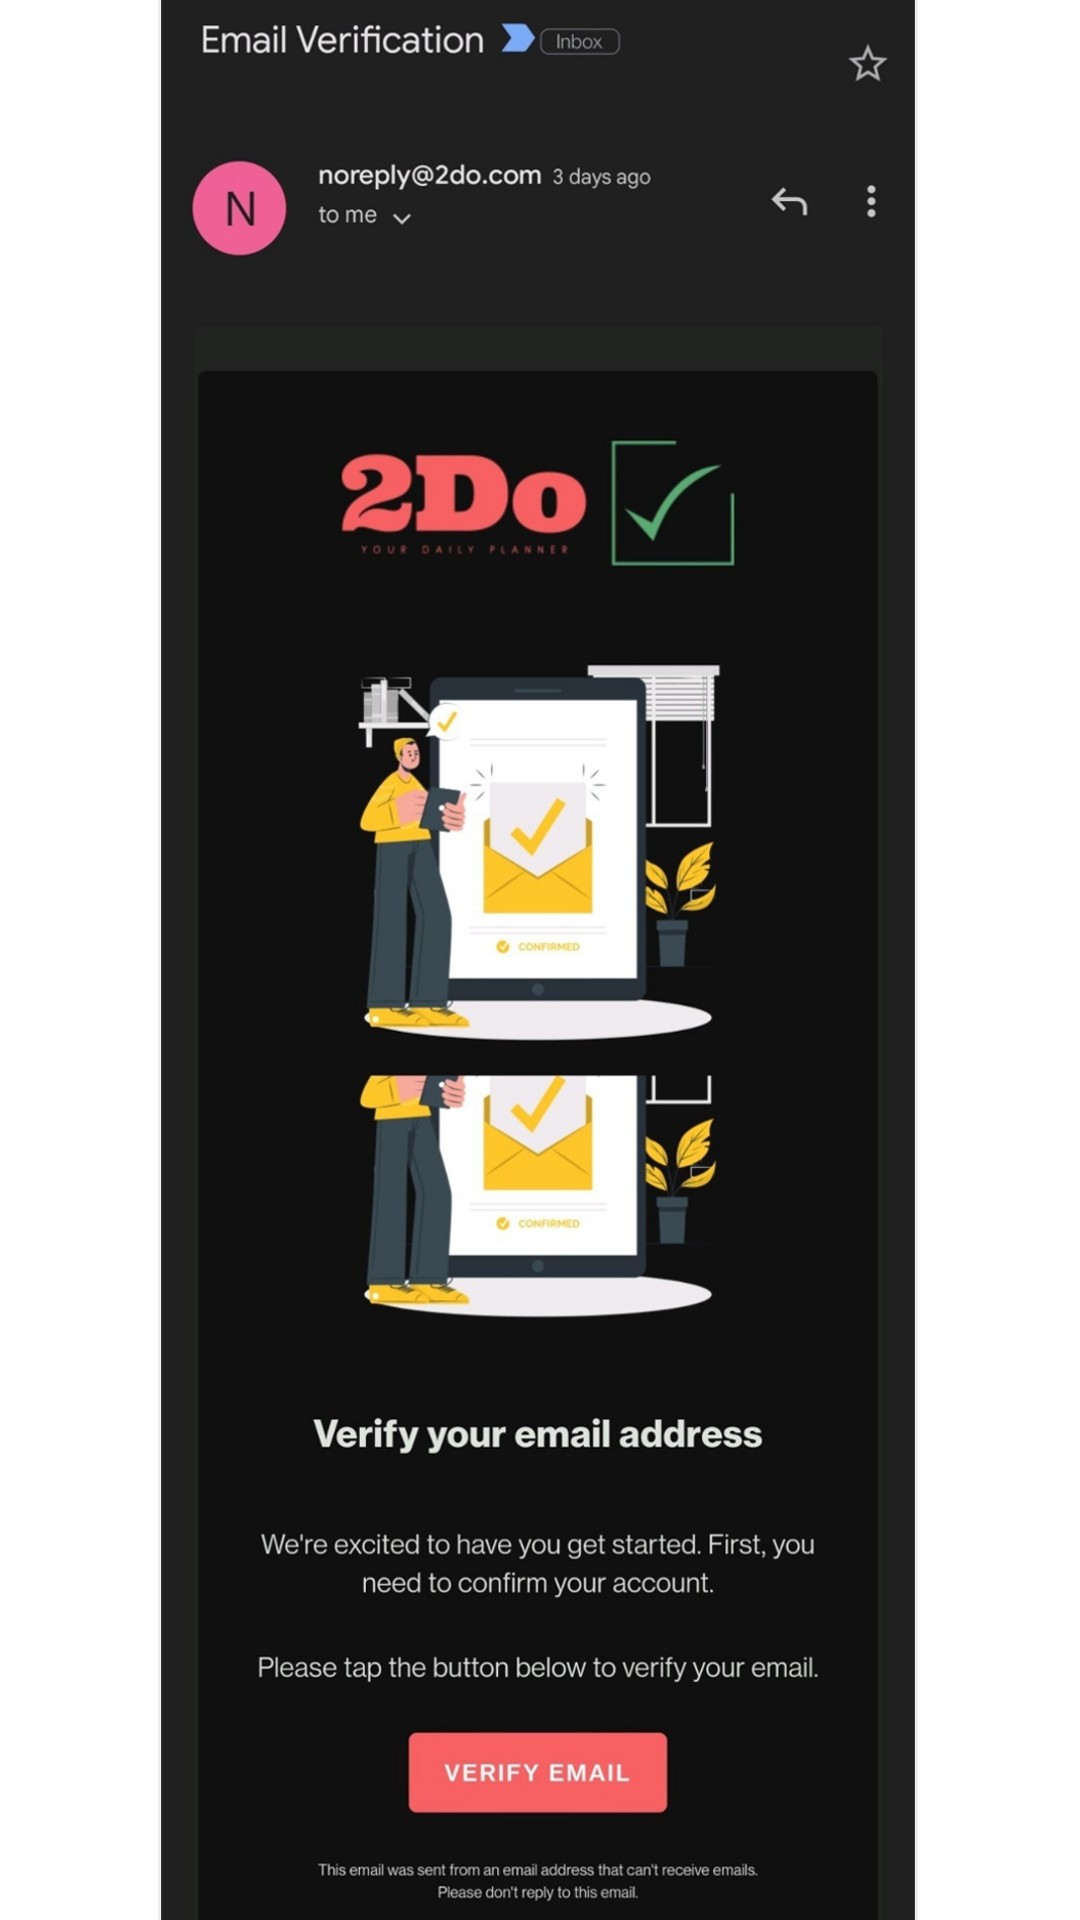 Email Verification
Inbox
N
noreply@2do.com 3 days ago
to me
2Do
YOUR DAILY PLANNER
CONFIRMED
CONFIRMED
Verify your email address
We're excited to have you get started. First, you
need to confirm your account.
Please tap the button below to verify your email.
VERIFY EMAIL
This email was sent from an email address that can't receive emails.
Please don't reply to this email.